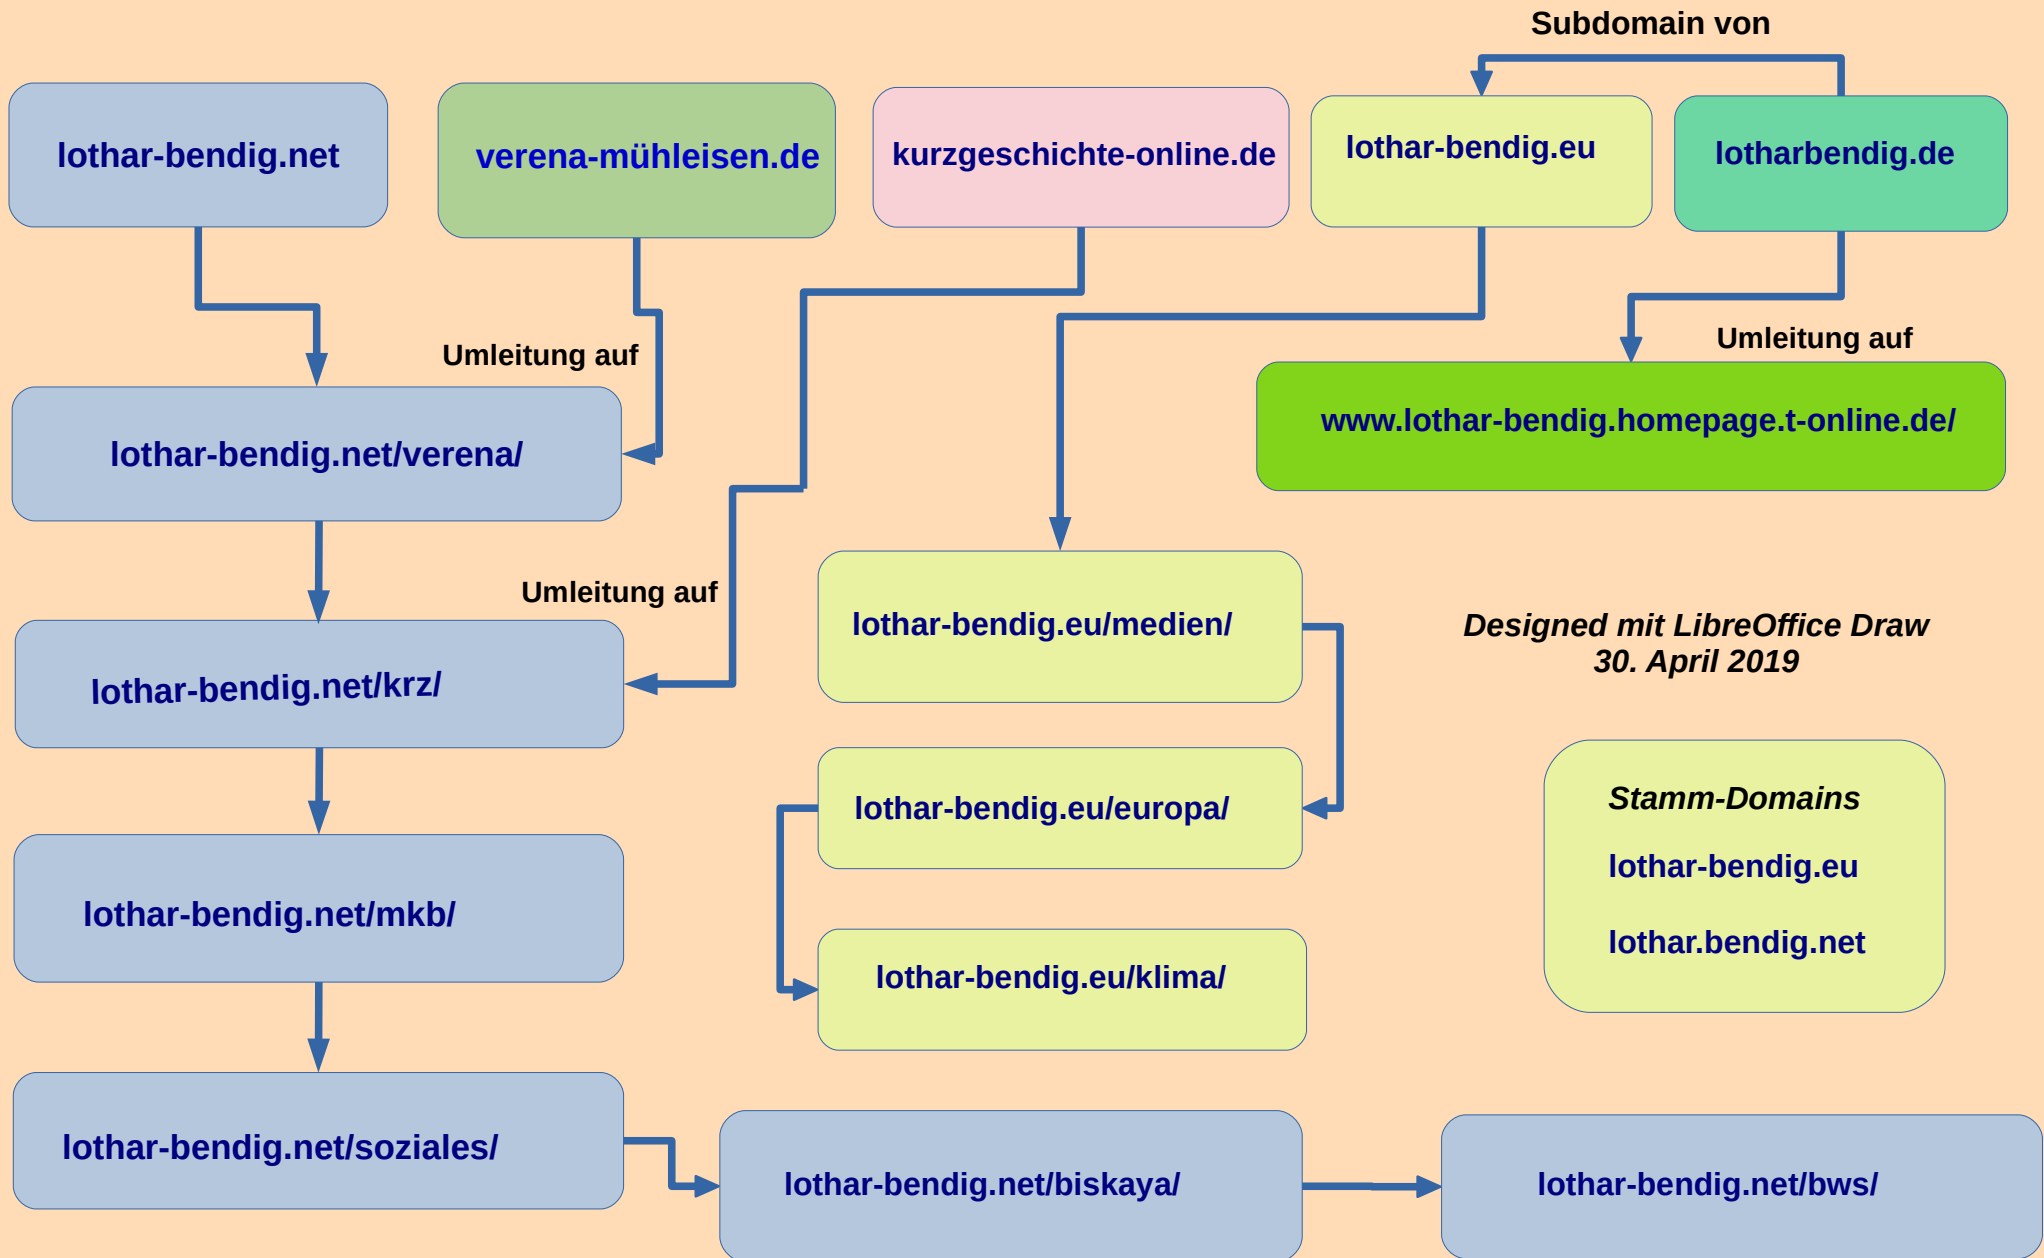 Subdomain von
lothar-bendig.net
verena-mühleisen.de
kurzgeschichte-online.de
lothar-bendig.eu
lotharbendig.de
Umleitung auf
Umleitung auf
lothar-bendig.net/verena/
www.lothar-bendig.homepage.t-online.de/
Umleitung auf
lothar-bendig.net/krz/
lothar-bendig.eu/medien/
Designed mit LibreOffice Draw
30. April 2019
lothar-bendig.eu/europa/
Stamm-Domains
lothar-bendig.eu
lothar.bendig.net
lothar-bendig.net/mkb/
lothar-bendig.eu/klima/
lothar-bendig.net/soziales/
lothar-bendig.net/biskaya/
lothar-bendig.net/bws/